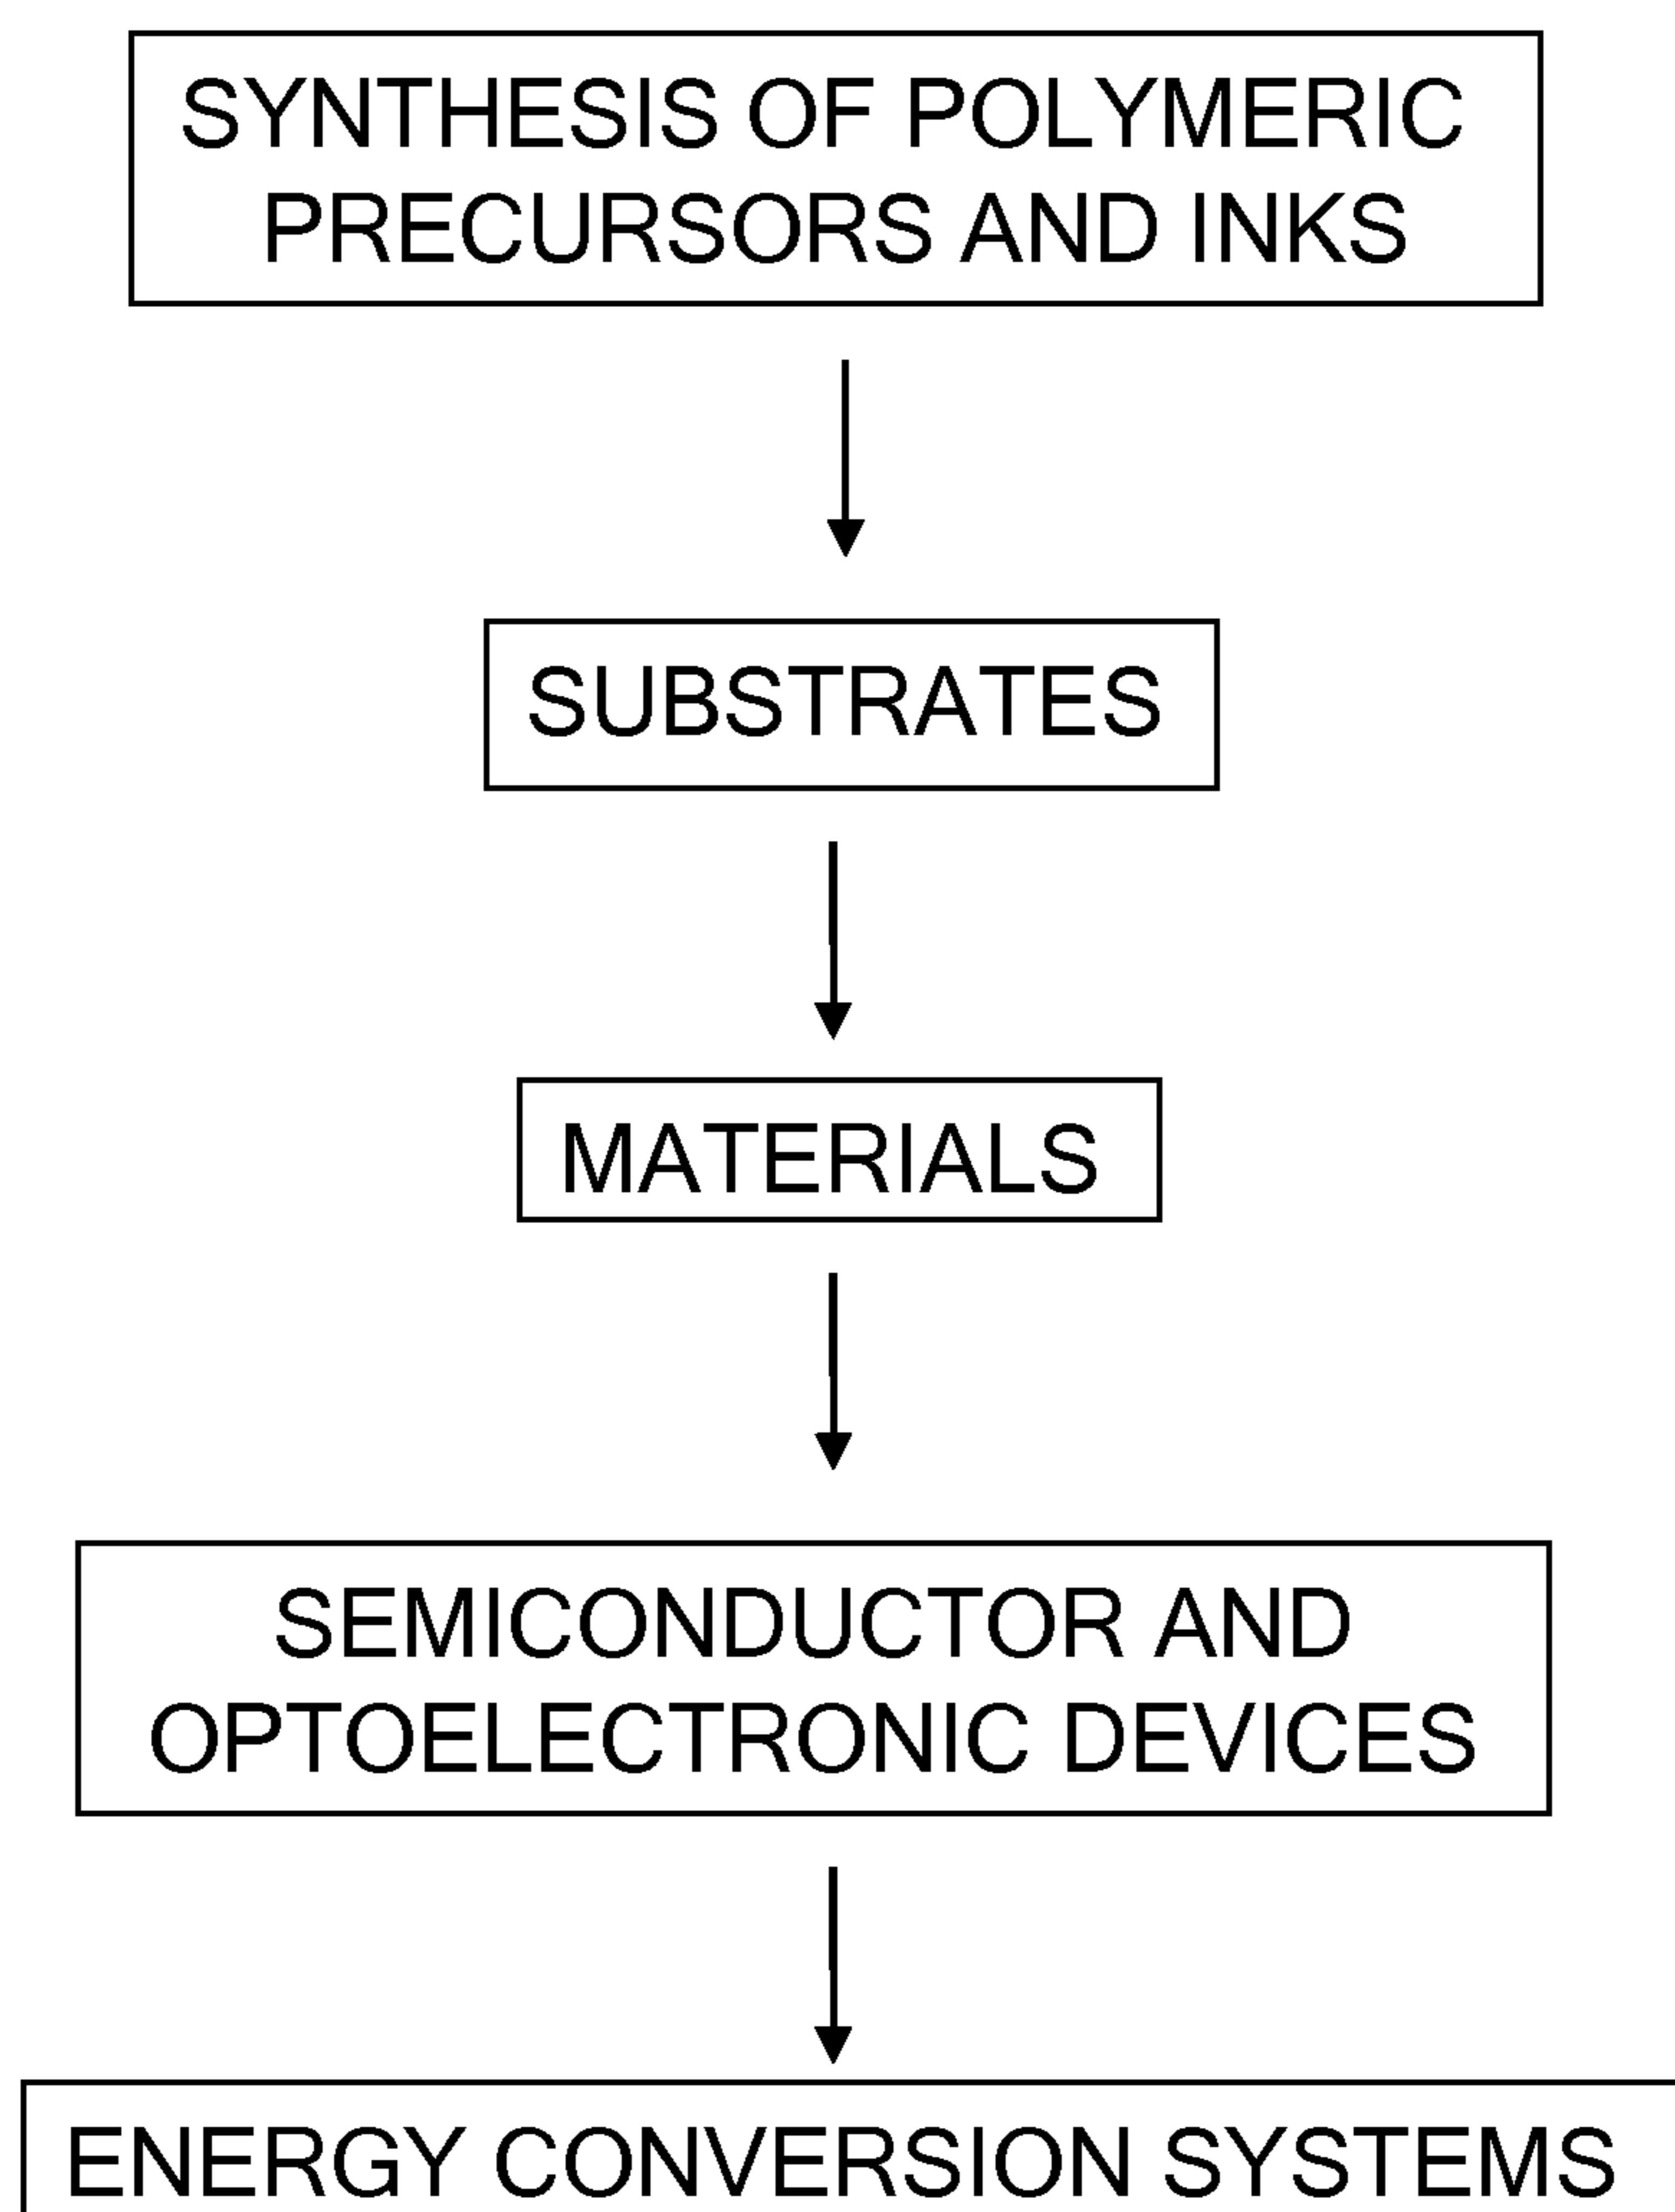 SYNTHESIS OF POLYMERIC
PRECURSORS AND INKS
SUBSTRATES
MATERIALS
SEMICONDUCTOR AND
OPTOELECTRONIC DEVICES
ENERGY CONVERSION SYSTEMS